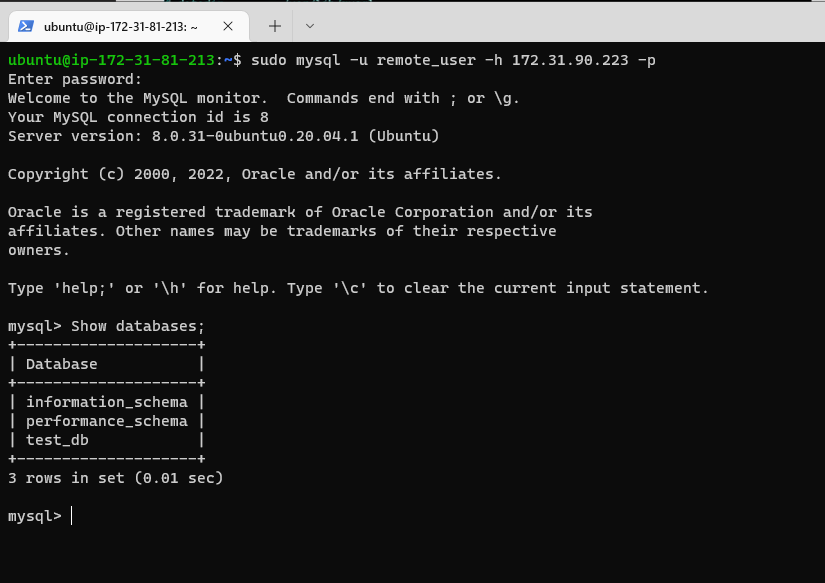 ubuntu@ip-172-31-81-213: ~
ubuntu@ip-172-31-81-213:~$ sudo mysql -u remote_user -h 172.31.90.223 -p
Enter password:
Welcome to the MySQL monitor.  Commands end with ; or \g.
Your MySQL connection id is 8
Server version: 8.0.31-0ubuntu0.20.04.1 (Ubuntu)

Copyright (c) 2000, 2022, Oracle and/or its affiliates.

Oracle is a registered trademark of Oracle Corporation and/or its
affiliates. Other names may be trademarks of their respective
owners.

Type 'help;' or '\h' for help. Type '\c' to clear the current input statement.

mysql> Show databases;
+--------------------+
| Database           |
+--------------------+
| information_schema |
| performance_schema |
| test_db            |
+--------------------+
3 rows in set (0.01 sec)

mysql>